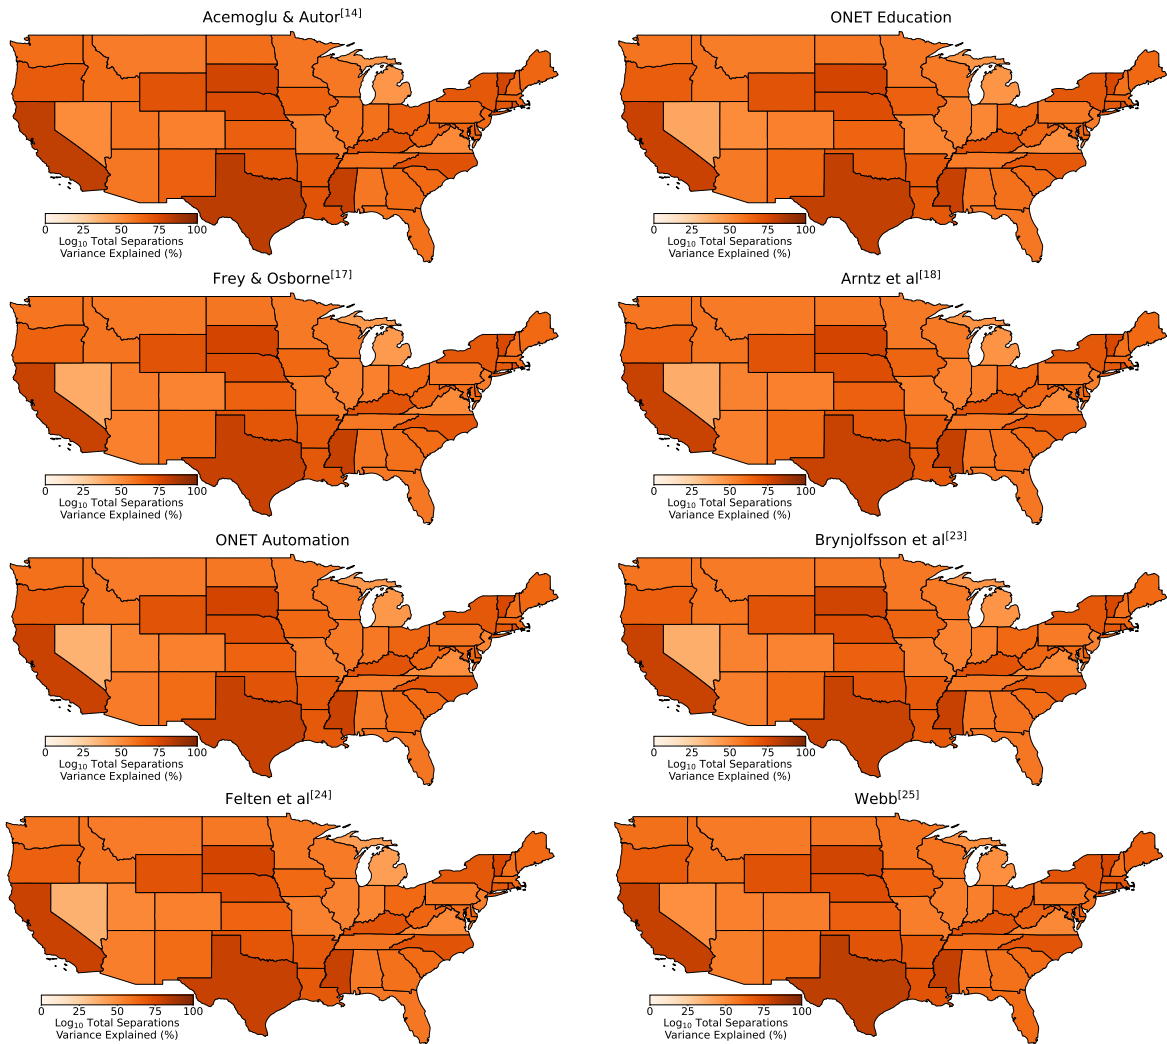 Acemoglu & Autor[14]
ONET Education
0 25 50 75 100
Log10 Total Separations
Variance Explained (%)
0 25 50 75 100
Log10 Total Separations
Variance Explained (%)
Frey & Osborne[17]
Arntz et al[18]
0 25 50 75 100
Log10 Total Separations
Variance Explained (%)
0 25 50 75 100
Log10 Total Separations
Variance Explained (%)
ONET Automation
Brynjolfsson et al[23]
0 25 50 75 100
Log10 Total Separations
Variance Explained (%)
0 25 50 75 100
Log10 Total Separations
Variance Explained (%)
Felten et al[24]
Webb[25]
0 25 50 75 100
Log10 Total Separations
Variance Explained (%)
0 25 50 75 100
Log10 Total Separations
Variance Explained (%)